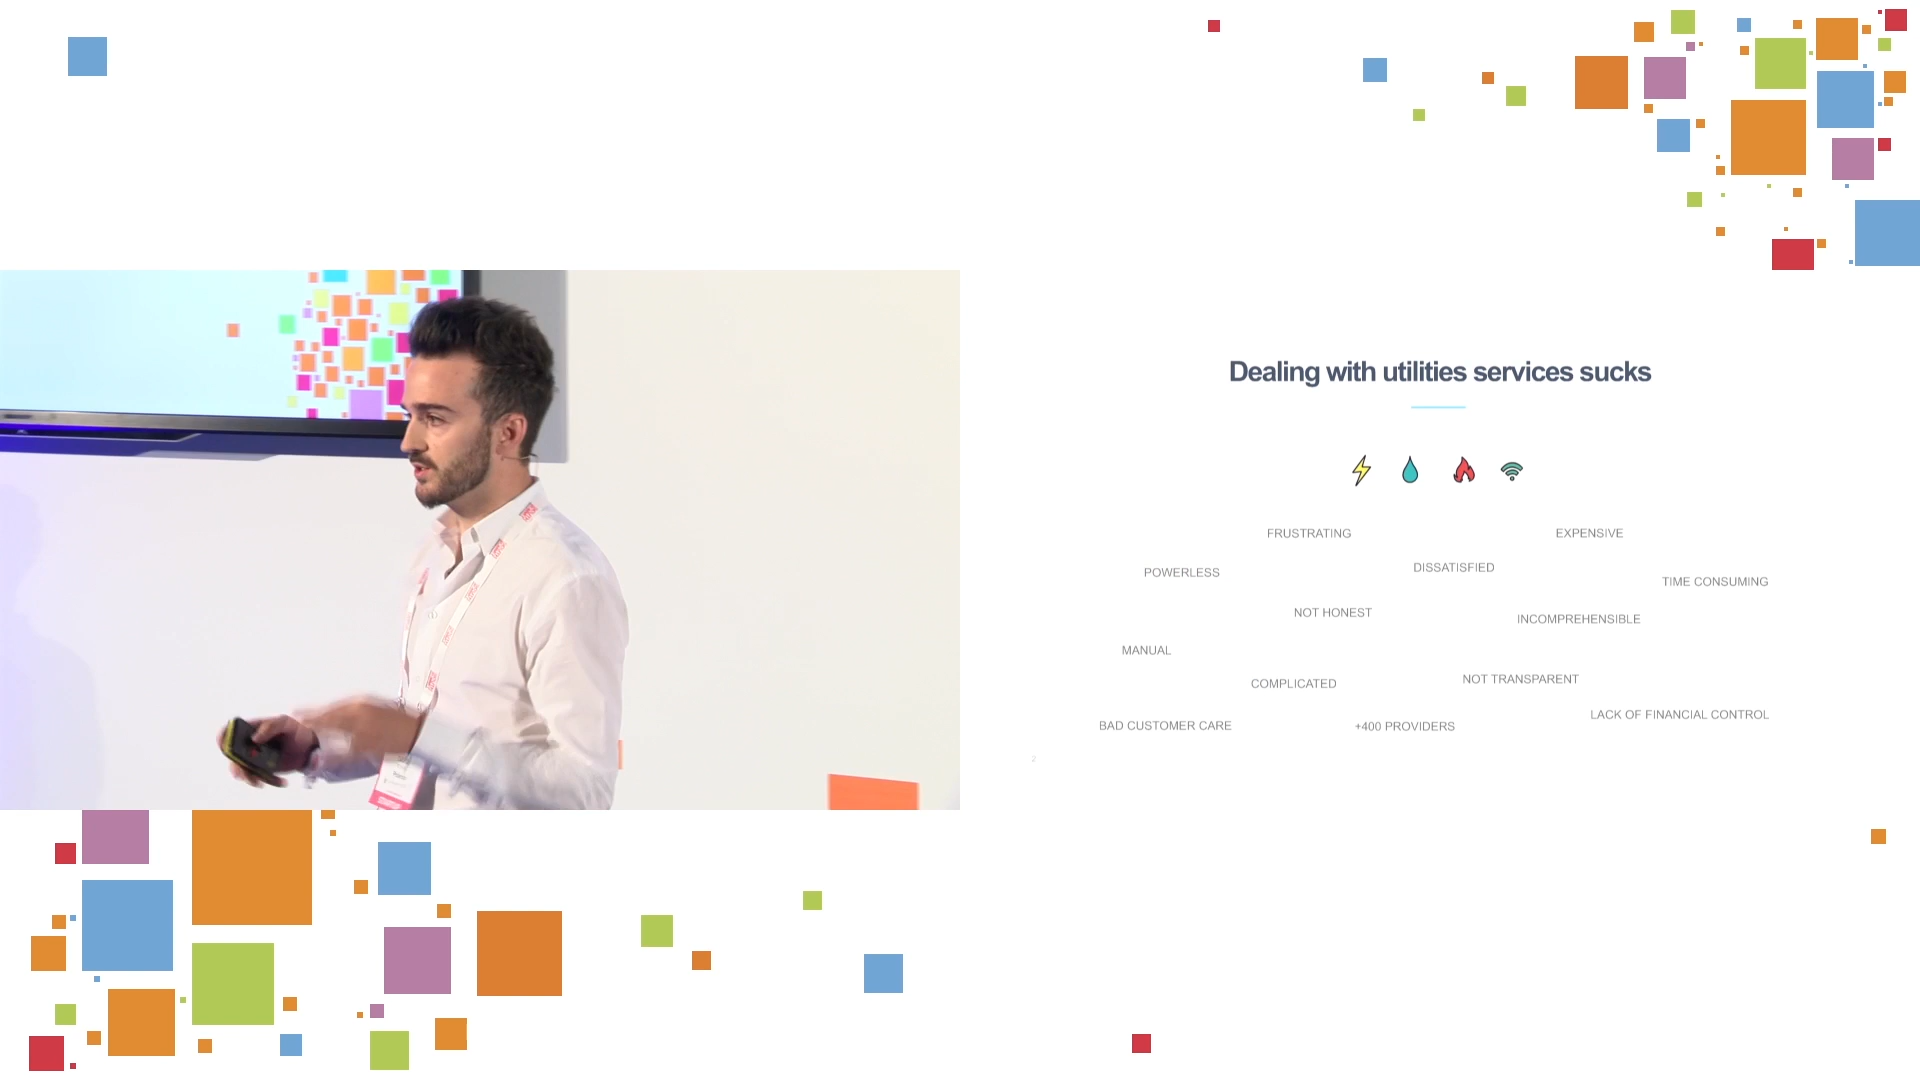 Dealing with utilities services sucks
FRUSTRATING
EXPENSIVE
DISSATISFIED
POWERLESS
TIME CONSUMING
NOT HONEST
INCOMPREHENSIBLE
MANUAL
NOT TRANSPARENT
COMPLICATED
LACK OF FINANCIAL CONTROL
BAD CUSTOMER CARE
+400 PROVIDERS
2